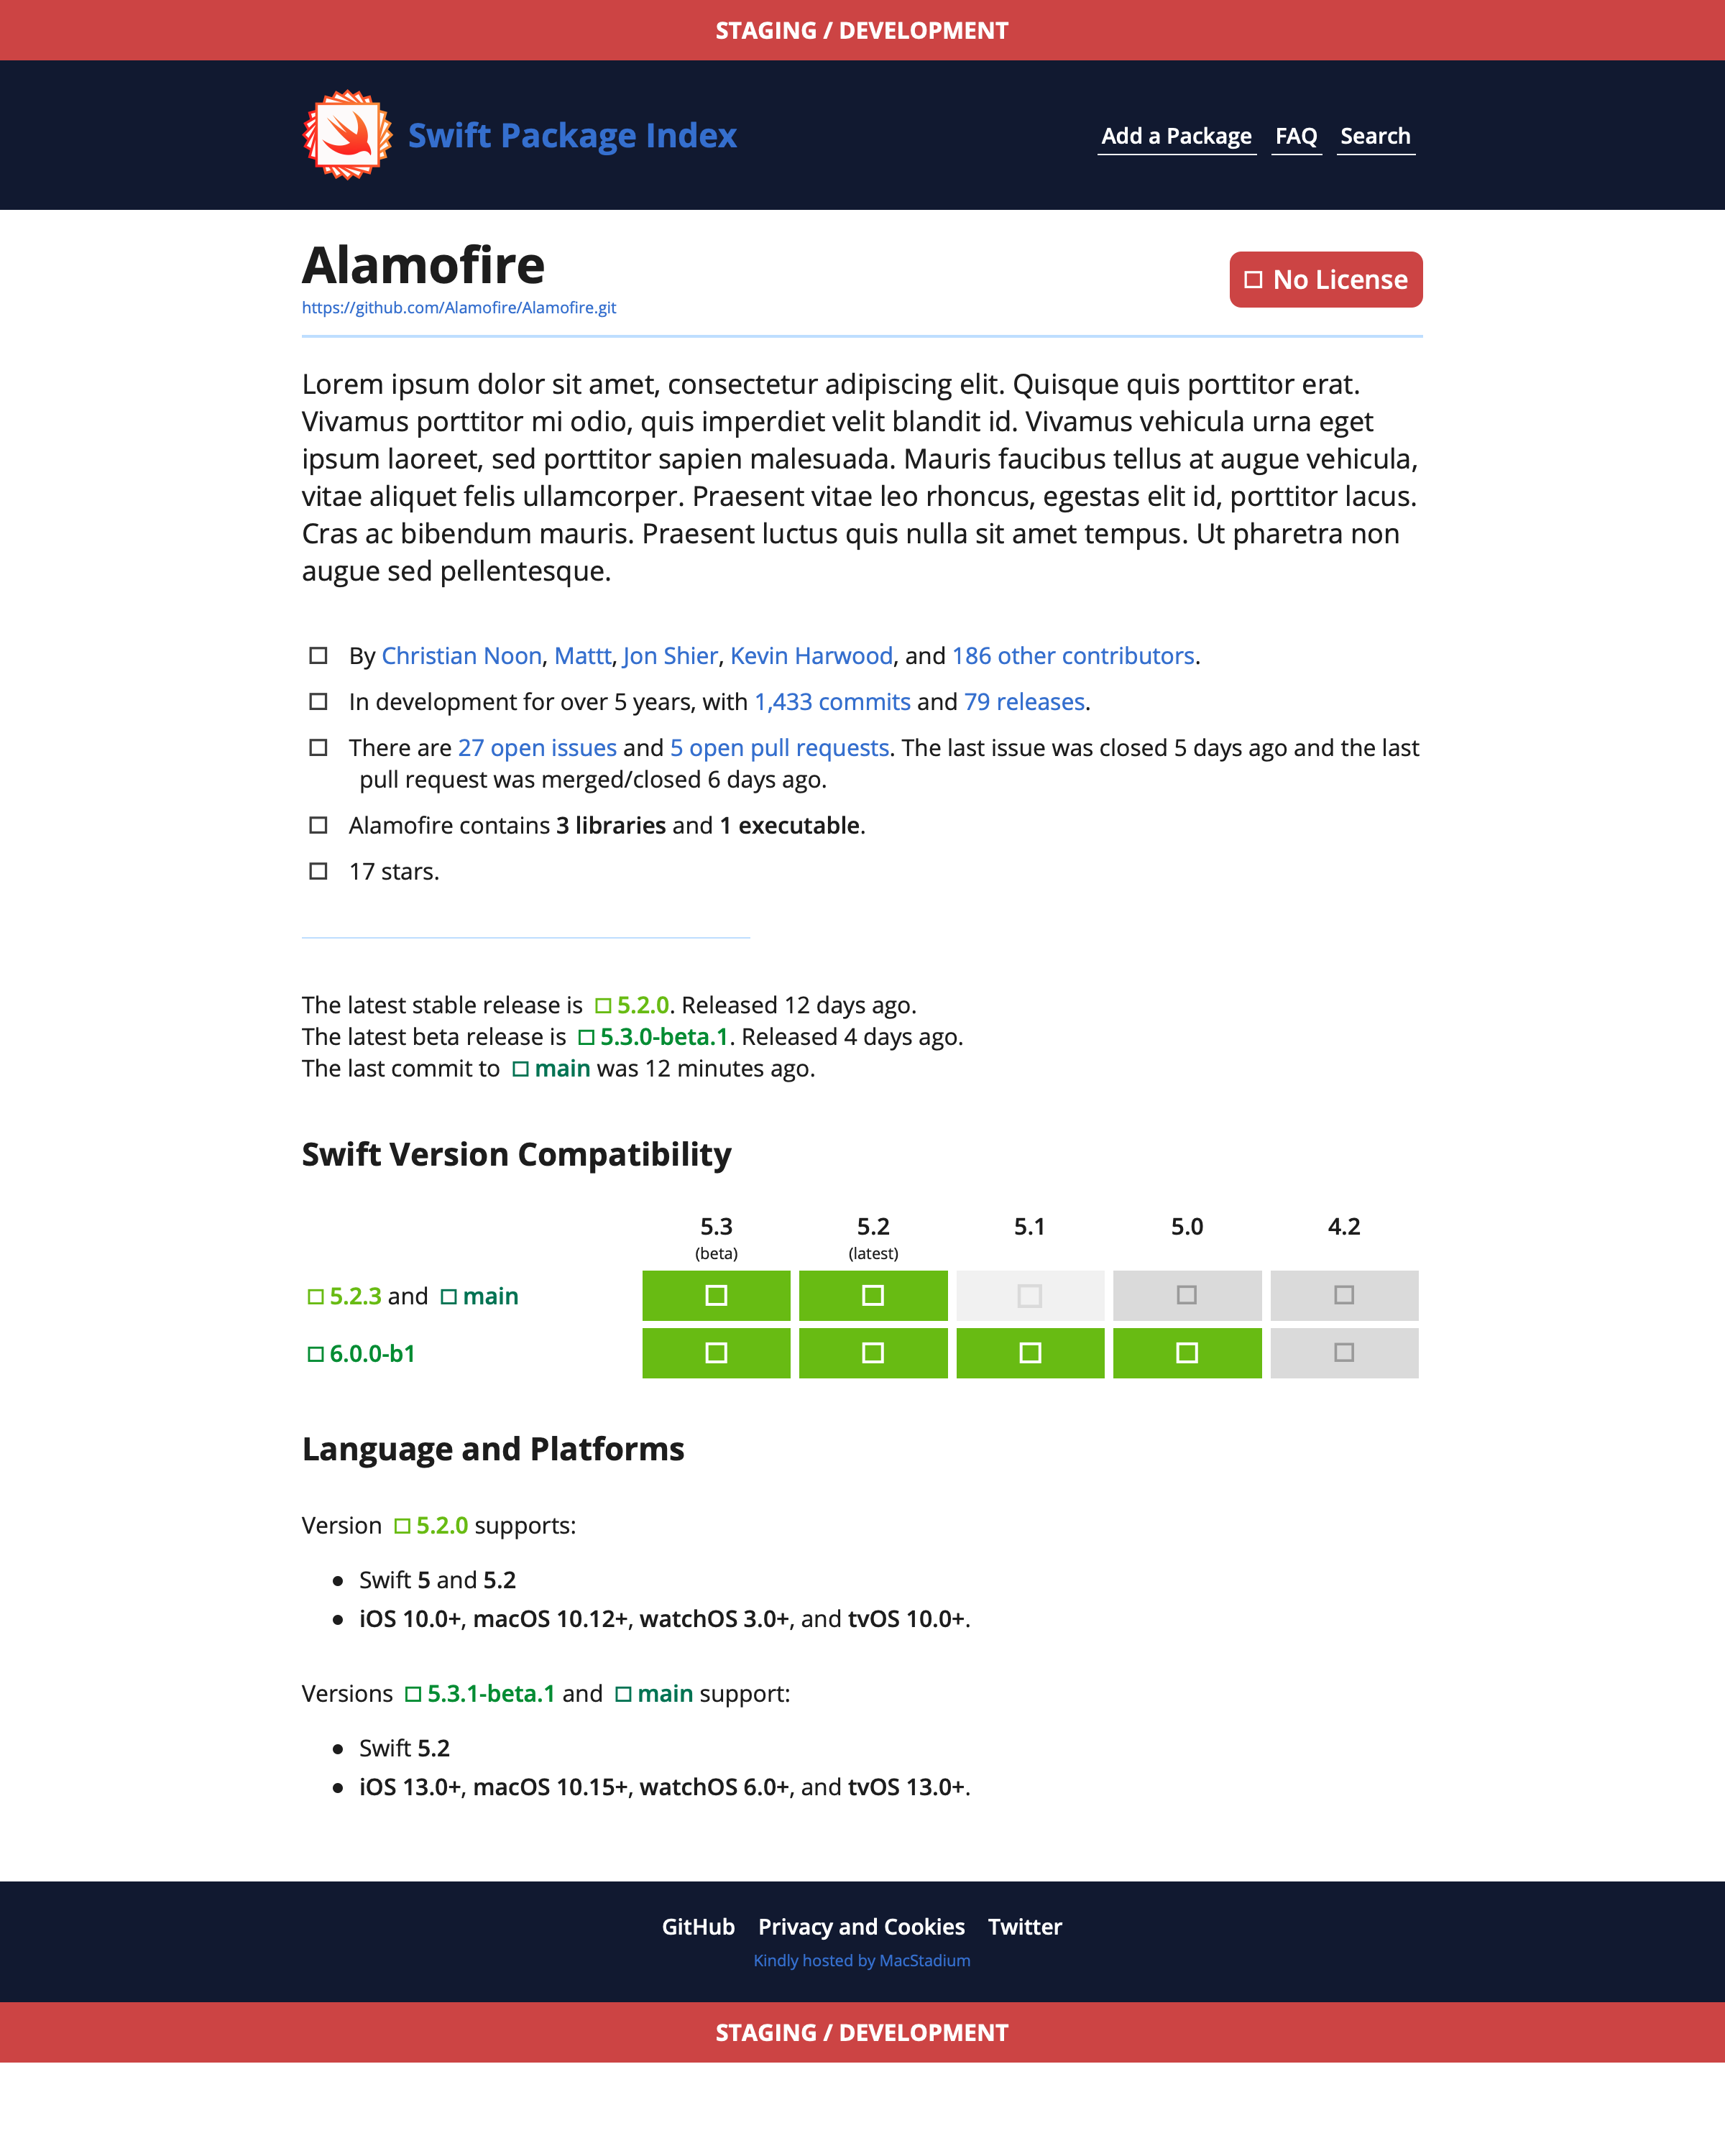 STAGING / DEVELOPMENT
Swift Package Index
Add a Package FAQ Search
Alamofire
No License
https://github.com/Alamofire/Alamofire.git
Lorem ipsum dolor sit amet, consectetur adipiscing elit. Quisque quis porttitor erat.
Vivamus porttitor mi odio, quis imperdiet velit blandit id. Vivamus vehicula urna eget
ipsum laoreet, sed porttitor sapien malesuada. Mauris faucibus tellus at augue vehicula,
vitae aliquet felis ullamcorper. Praesent vitae leo rhoncus, egestas elit id, porttitor lacus.
Cras ac bibendum mauris. Praesent luctus quis nulla sit amet tempus. Ut pharetra non
augue sed pellentesque.
By Christian Noon, Mattt, Jon Shier, Kevin Harwood, and 186 other contributors.
In development for over 5 years, with 1,433 commits and 79 releases.
There are 27 open issues and 5 open pull requests. The last issue was closed 5 days ago and the last
pull request was merged/closed 6 days ago.
Alamofire contains 3 libraries and 1 executable.
17 stars.
The latest stable release is 5.2.0. Released 12 days ago.
The latest beta release is 5.3.0-beta.1. Released 4 days ago.
The last commit to main was 12 minutes ago.
Swift Version Compatibility
5.3 5.2 5.1 5.0 4.2
(beta) (latest)
5.2.3 and main
6.0.0-b1
Language and Platforms
Version 5.2.0 supports:
Swift 5 and 5.2
iOS 10.0+, macOS 10.12+, watchOS 3.0+, and tvOS 10.0+.
Versions 5.3.1-beta.1 and main support:
Swift 5.2
iOS 13.0+, macOS 10.15+, watchOS 6.0+, and tvOS 13.0+.
GitHub Privacy and Cookies Twitter
Kindly hosted by MacStadium
STAGING / DEVELOPMENT